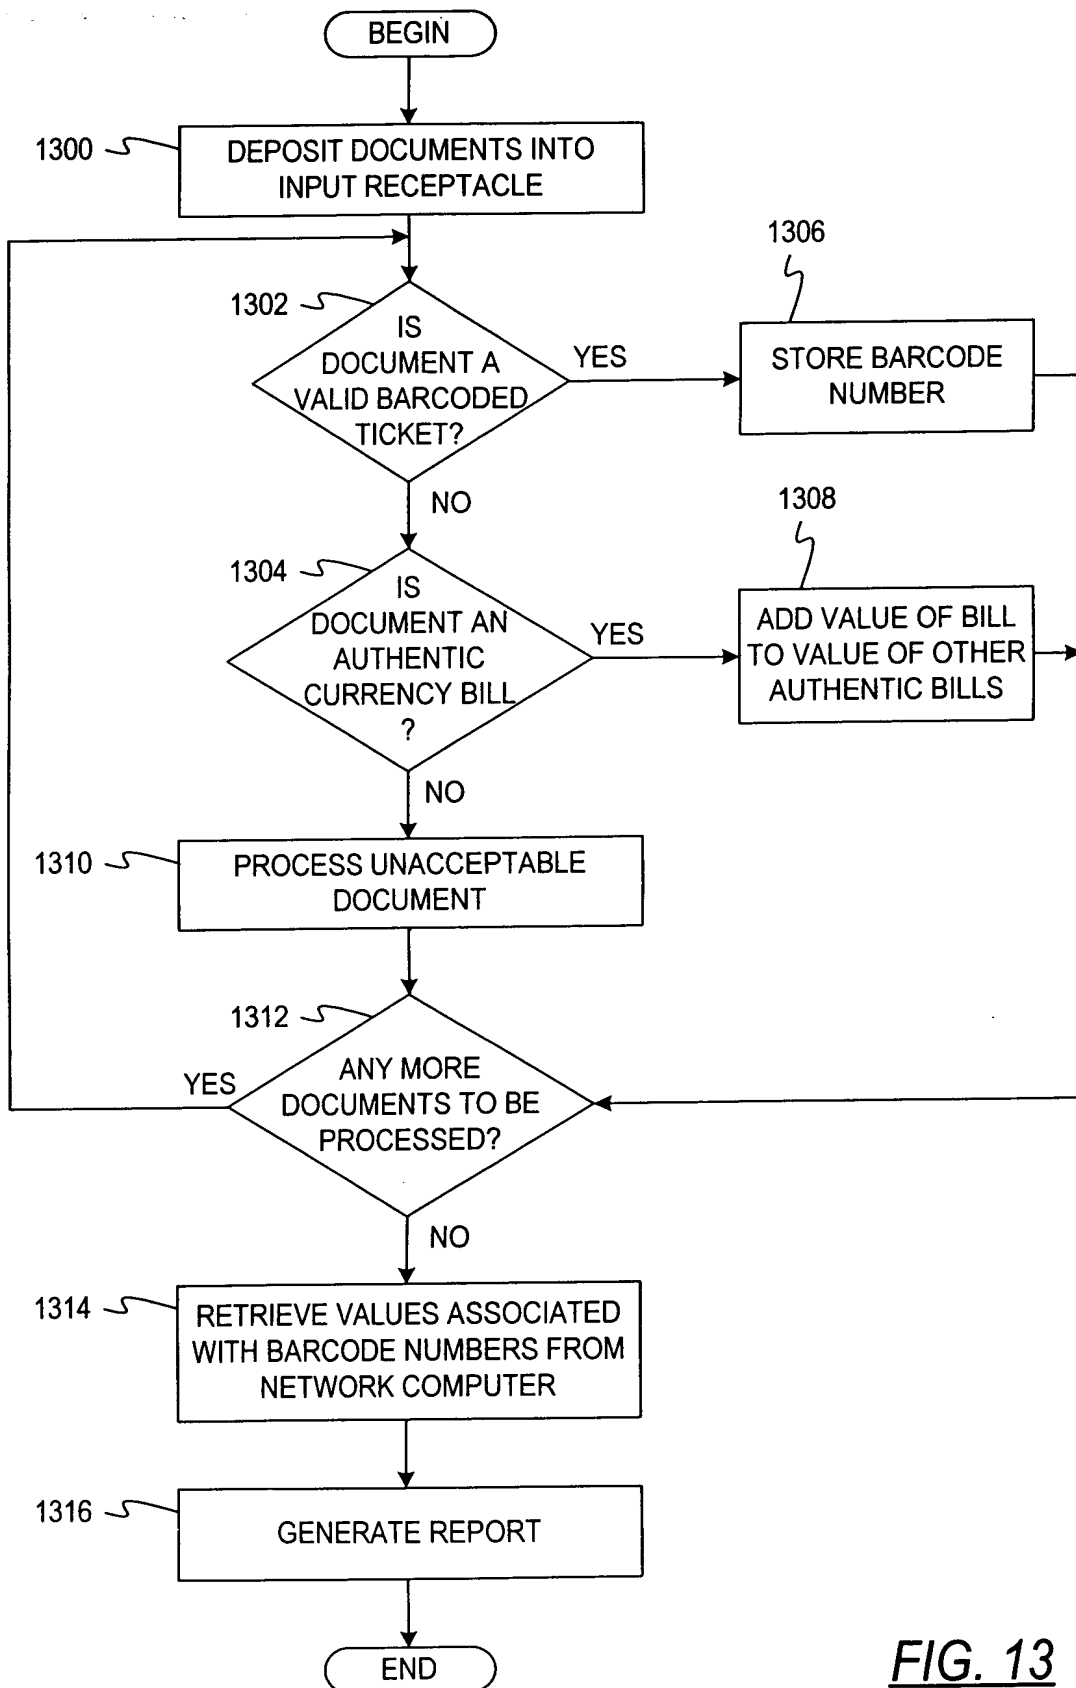 BEGIN
1300
DEPOSIT DOCUMENTS INTO
INPUT RECEPTACLE
1302
IS
DOCUMENT A
VALID BARCODED
TICKET?
YES
1306
STORE BARCODE
NUMBER
NO
1304
IS
DOCUMENT AN
AUTHENTIC
CURRENCY BILL
?
YES
1308
ADD VALUE OF BILL
TO VALUE OF OTHER
AUTHENTIC BILLS
NO
1310
PROCESS UNACCEPTABLE
DOCUMENT
1312
YES
ANY MORE
DOCUMENTS TO BE
PROCESSED?
NO
1314
RETRIEVE VALUES ASSOCIATED
WITH BARCODE NUMBERS FROM
NETWORK COMPUTER
1316
GENERATE REPORT
END
FIG. 13